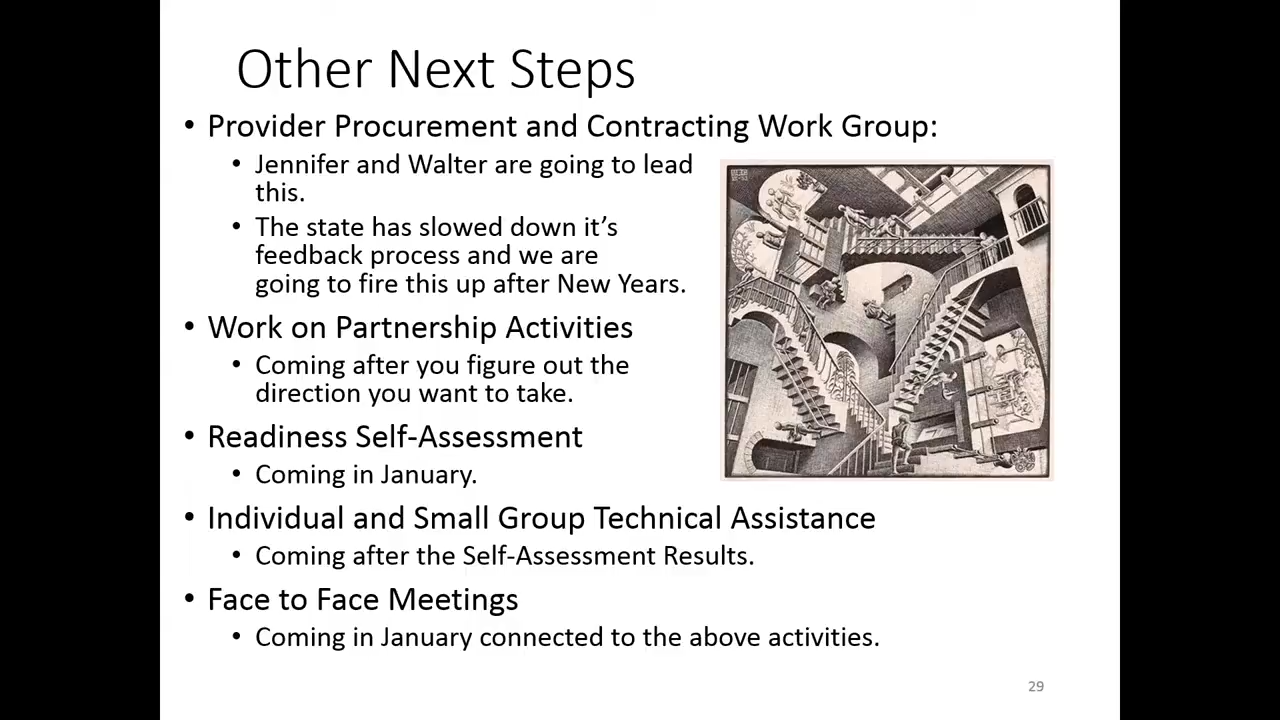 Other Next Steps
• Provider Procurement and Contracting Work Group:
• Jennifer and Walter are going to lead
this.
• The state has slowed down it’s
feedback process and we are
going to fire this up after New Years.
• Work on Partnership Activities
• Coming after you figure out the
direction you want to take.
• Readiness Self-Assessment
• Coming in January.
• Individual and Small Group Technical Assistance
• Coming after the Self-Assessment Results.
• Face to Face Meetings
• Coming in January connected to the above activities.
29